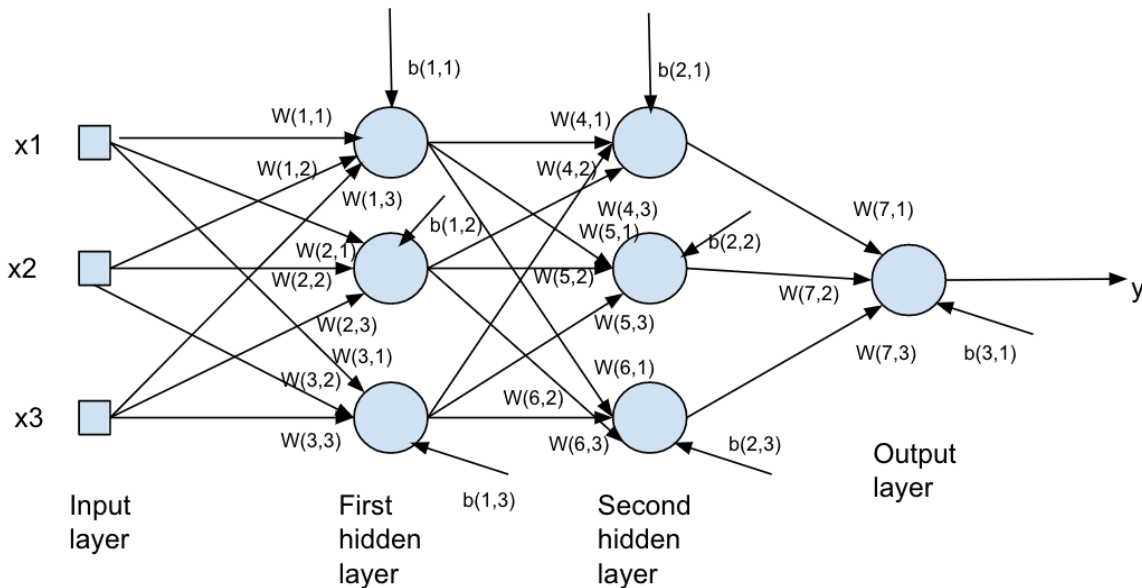 b(1,1)
b(2,1)
W(1,1)
W(4,1)
x1
W(1,2)
W(4,2)
W(1,3)
b(1,2)
W(4,3)
W(5,1)
b(2,2)
W(7,1)
x2
W(2,1)
W(2,2)
W(5,2)
W(7,2)
y
W(2,3)
W(5,3)
W(3,1)
W(7,3)
b(3,1)
W(3,2)
W(6,1)
W(6,2)
x3
W(3,3)
W(6,3)
b(2,3)
b(1,3)
Input
layer
First
hidden
layer
Second
hidden
layer
Output
layer